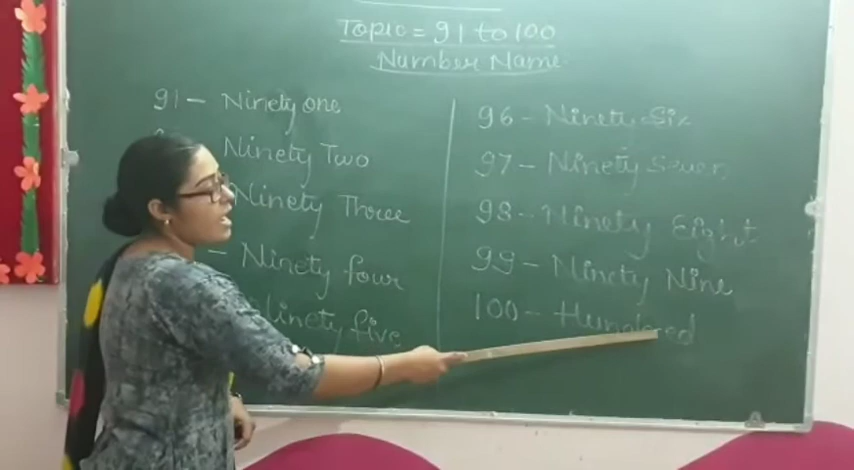 Topic = 91 to 100
Number Name
91 - Ninety one
Ninety Two
Ninety Three
- Ninety four
Ninety five
96 - Ninety Six
97 - Ninety Seven
98 - Ninety Eight
99 - Ninety Nine
100 - Hundered